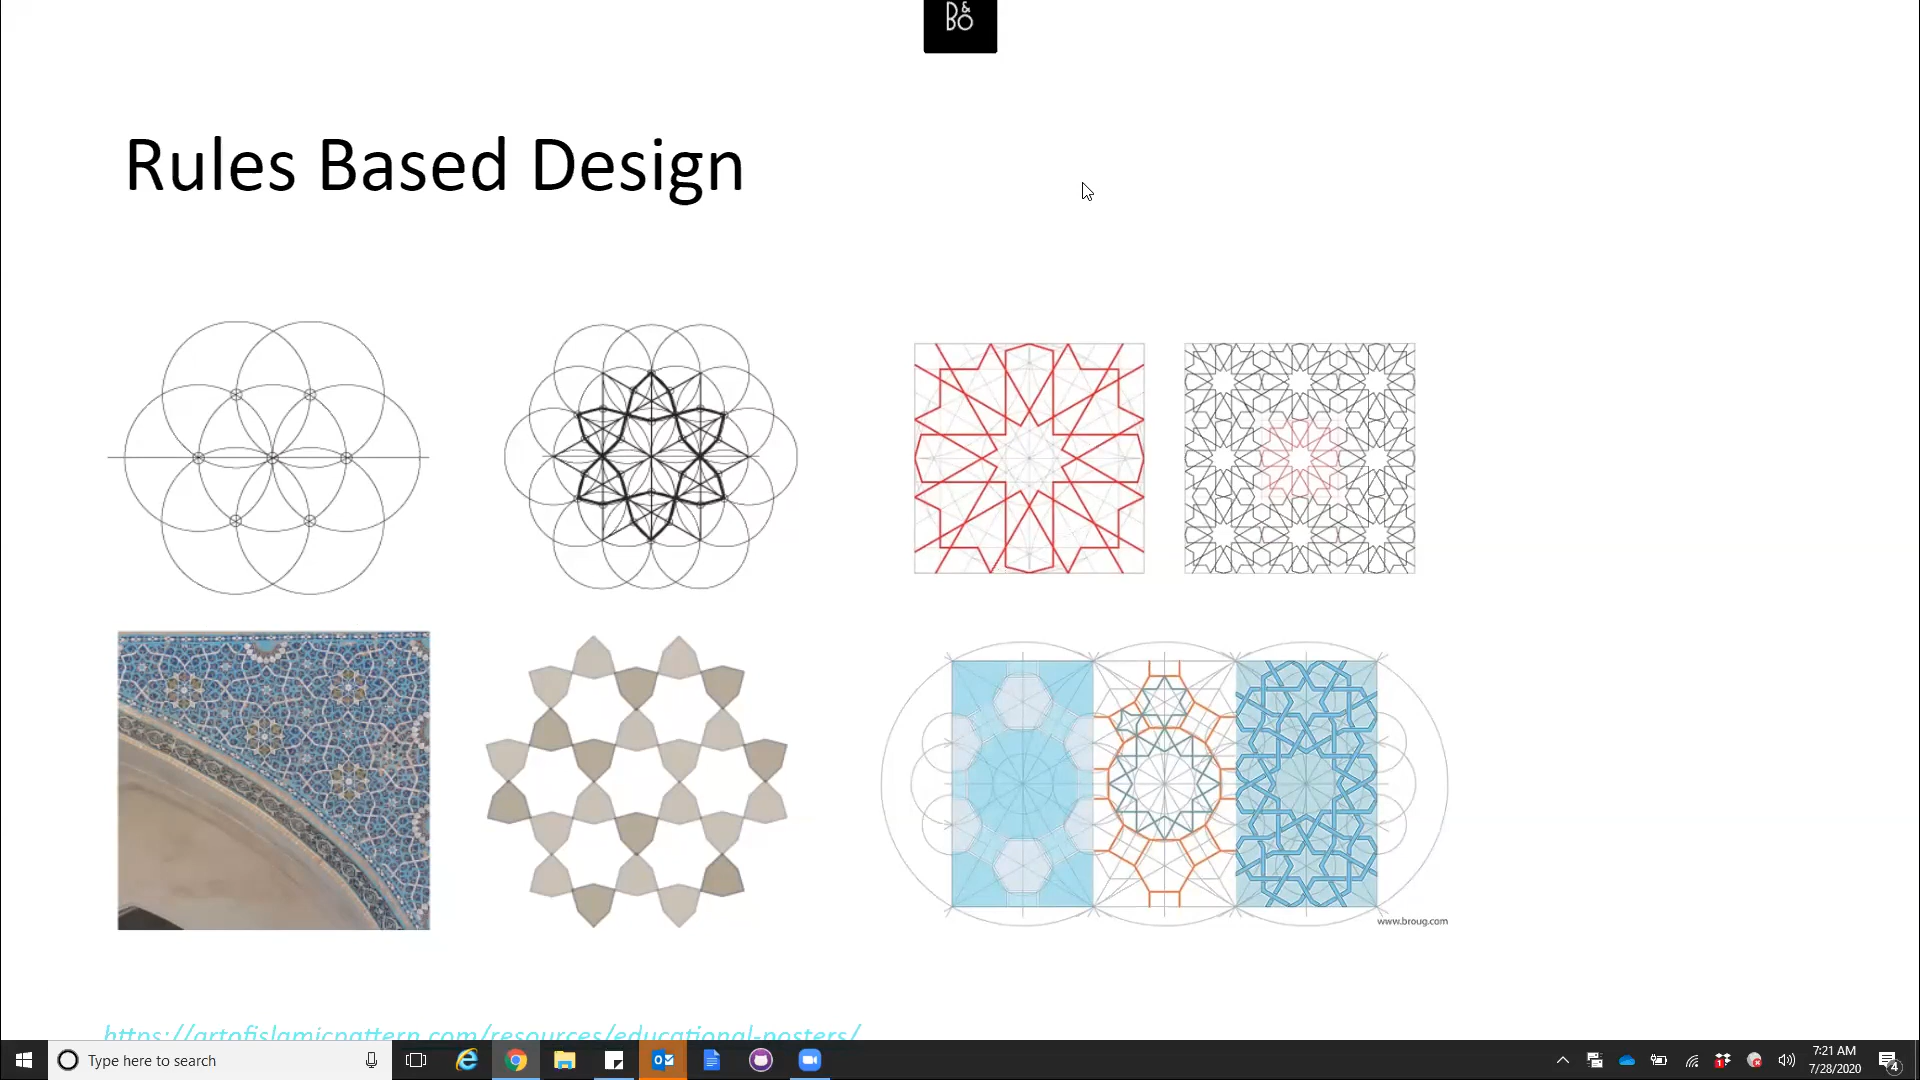 B&O
Rules Based Design
www.broug.com
https://artofislamicpattern.com/resources/educational-posters/
Type here to search
7:21 AM
7/28/2020
4